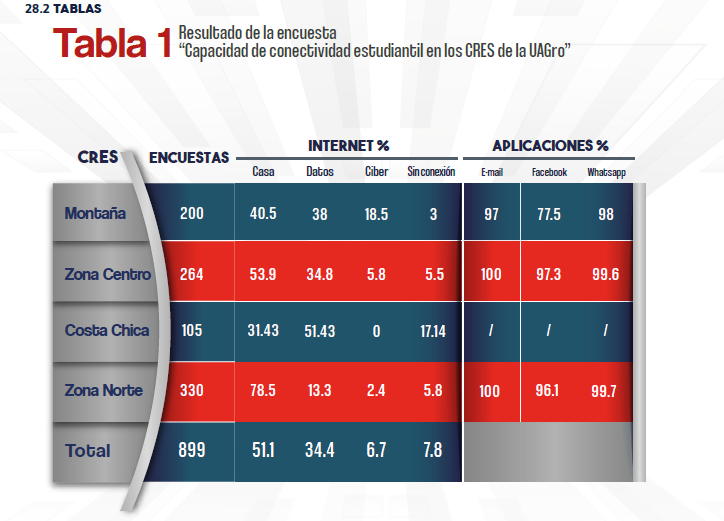 28.2 TABLAS
Tabla 1 Resultado de la encuesta
“Capacidad de conectividad estudiantil en los CRES de la UAGro”
CRES ENCUESTAS INTERNET % APLICACIONES %
Casa Datos Ciber Sin conexión E-mail Facebook Whatsapp
Montaña 200 40.5 38 18.5 3 97 77.5 98
Zona Centro 264 53.9 34.8 5.8 5.5 100 97.3 99.6
Costa Chica 105 31.43 51.43 0 17.14 / / /
Zona Norte 330 78.5 13.3 2.4 5.8 100 96.1 99.7
Total 899 51.1 34.4 6.7 7.8